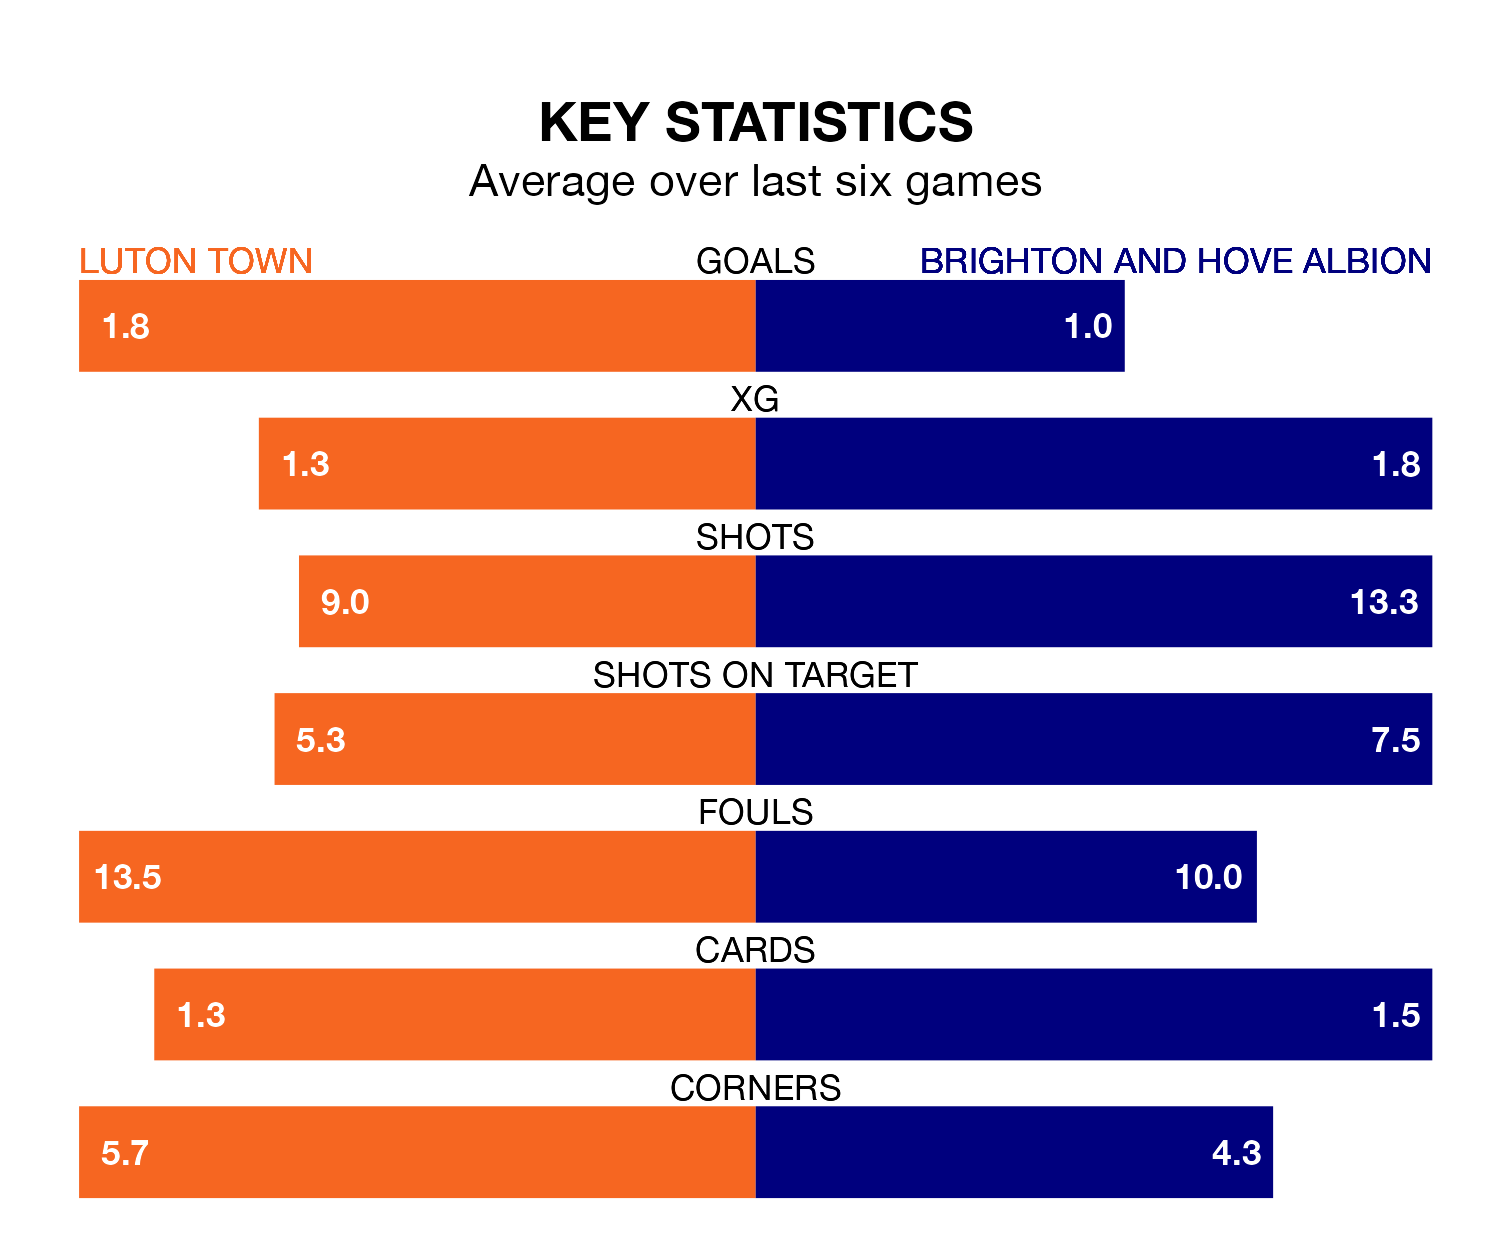 KEY STATISTICS
Average over last six games
LUTON TOWN GOALS BRIGHTON AND HOVE ALBION
1.8 1.0
XG
1.3 1.8
SHOTS
9.0 13.3
SHOTS ON TARGET
5.3 7.5
FOULS
13.5 10.0
CARDS
1.3 1.5
CORNERS
5.7 4.3